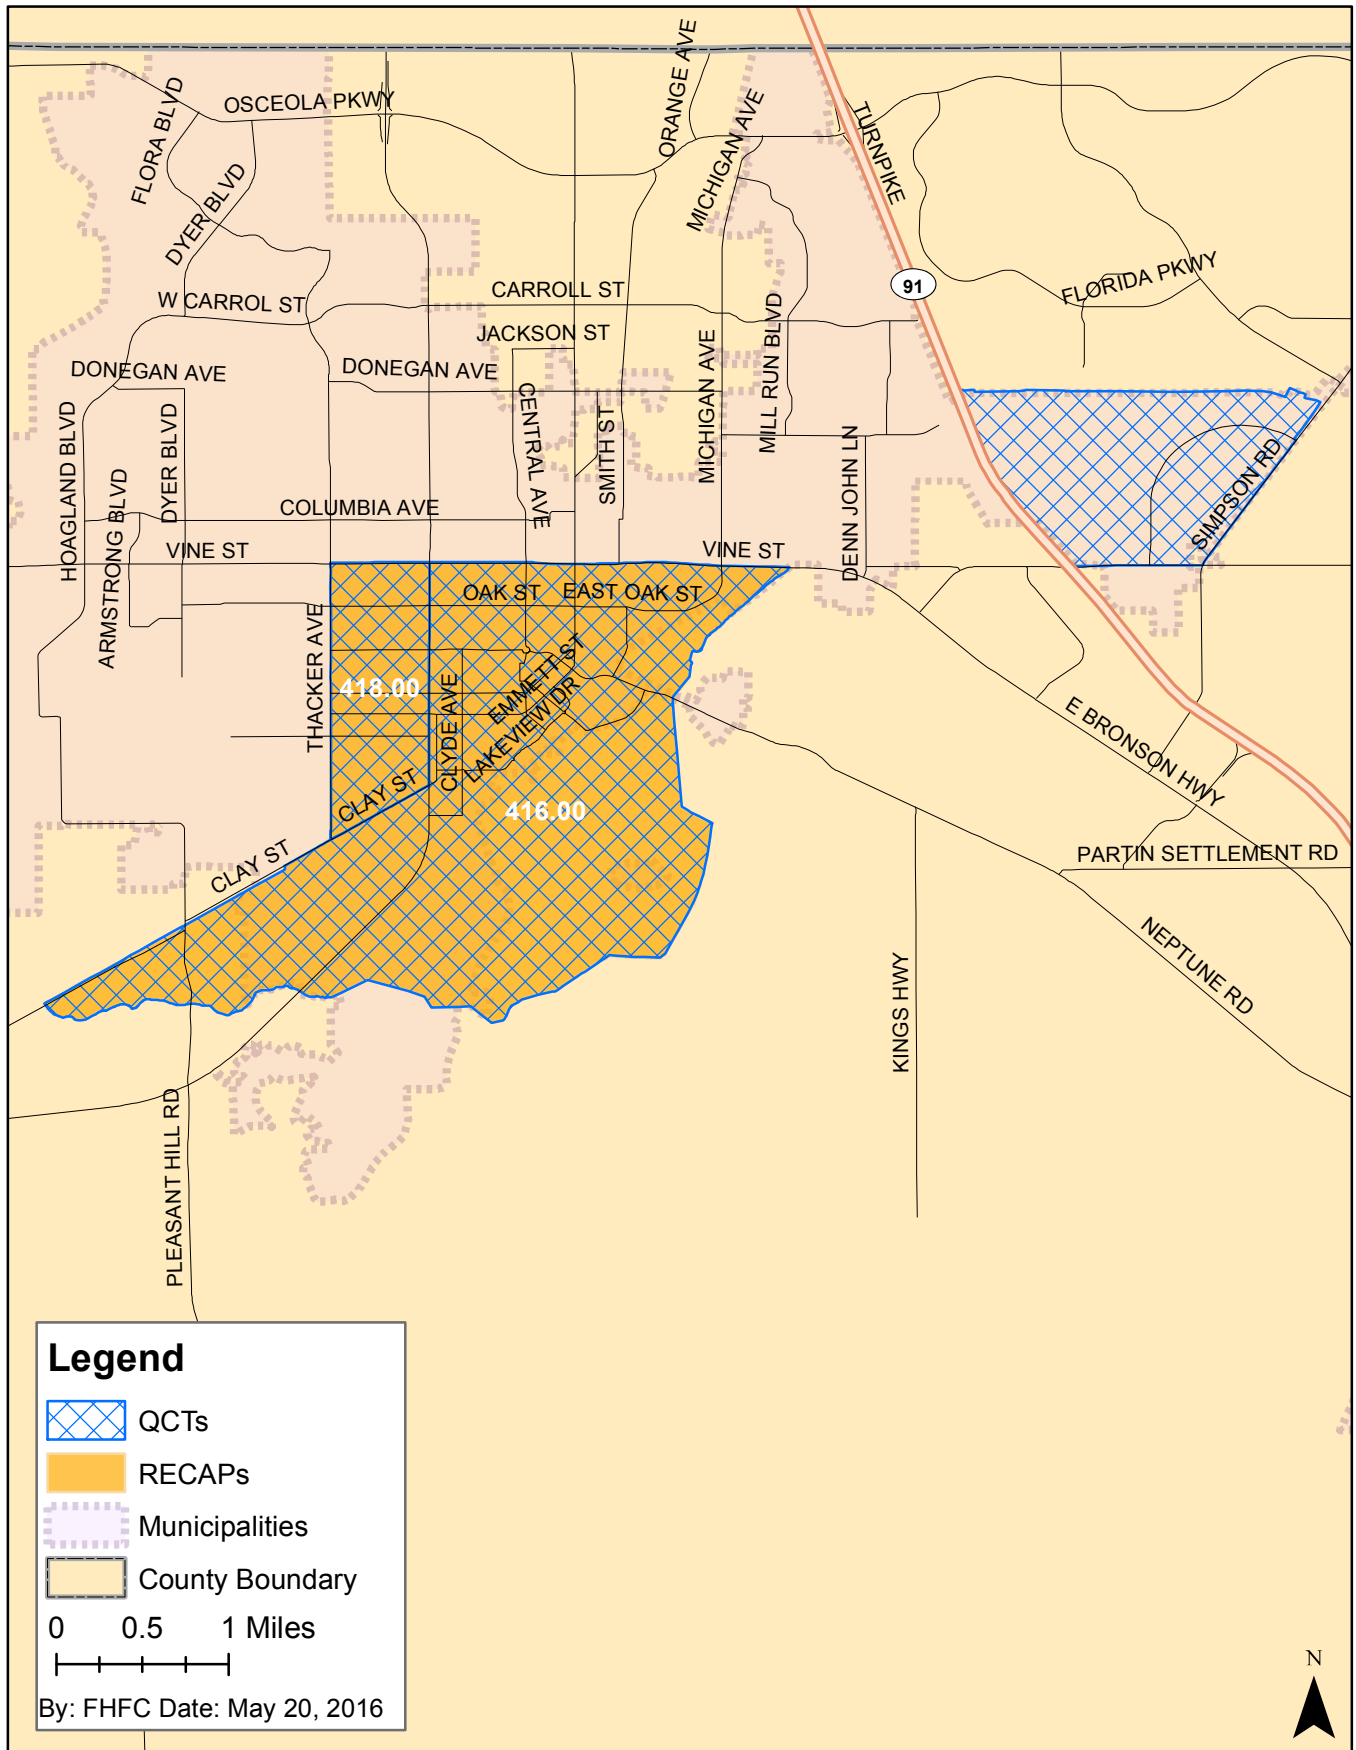 ORANGE AVE
OSCEOLA PKWY
FLORA BLVD
MICHIGAN AVE
TURNPIKE
DYER BLVD
FLORIDA PKWY
91
W CARROL ST
CARROLL ST
JACKSON ST
MILL RUN BLVD
DONEGAN AVE
DONEGAN AVE
MICHIGAN AVE
HOAGLAND BLVD
DYER BLVD
CENTRAL AVE
SMITH ST
DENN JOHN LN
SIMPSON RD
ARMSTRONG BLVD
COLUMBIA AVE
VINE ST
VINE ST
OAK ST
EAST OAK ST
THACKER AVE
418.00
CLYDE AVE
EMMETT ST
LAKEVIEW DR
E BRONSON HWY
CLAY ST
416.00
CLAY ST
PARTIN SETTLEMENT RD
NEPTUNE RD
KINGS HWY
PLEASANT HILL RD
Legend
QCTs
RECAPs
Municipalities
County Boundary
0 0.5 1 Miles
By: FHFC Date: May 20, 2016
N